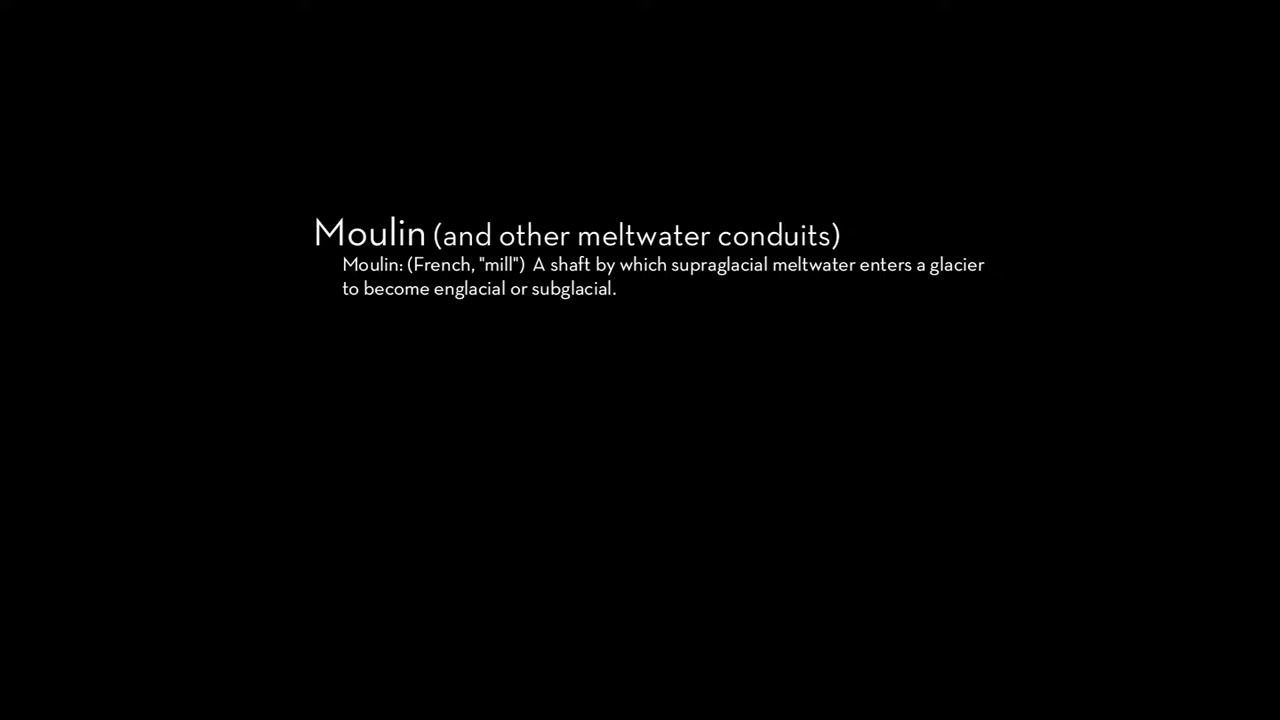 Moulin (and other meltwater conduits)
Moulin: (French, "mill") A shaft by which supraglacial meltwater enters a glacier
to become englacial or subglacial.